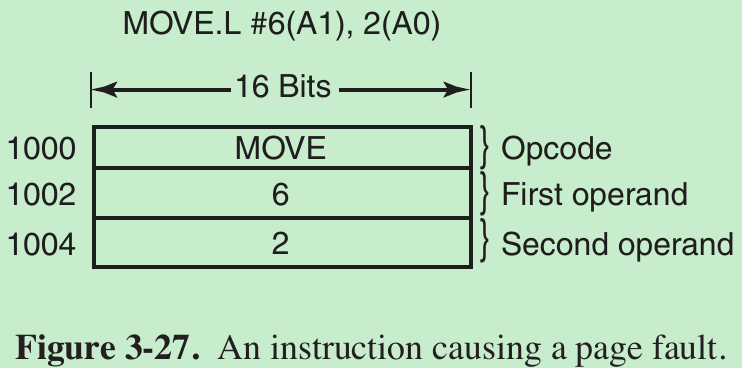 MOVE.L #6(A1), 2(A0)
16 Bits
1000 MOVE } Opcode
1002 6 } First operand
1004 2 } Second operand
Figure 3-27. An instruction causing a page fault.